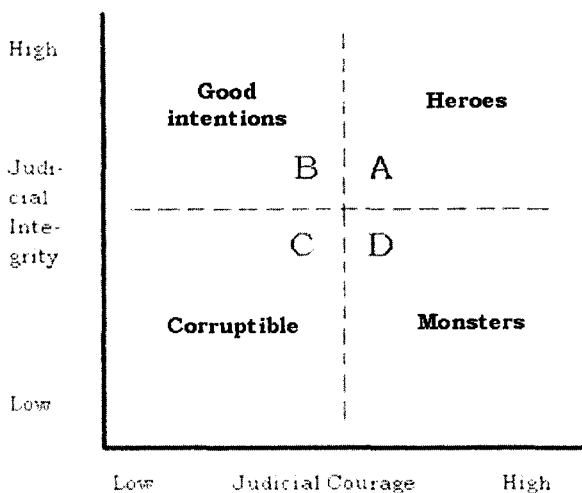 High
Good
intentions
Heroes
Judi-
cial
Inte-
grity
B A
C D
Corruptible
Monsters
Low
Low Judicial Courage High